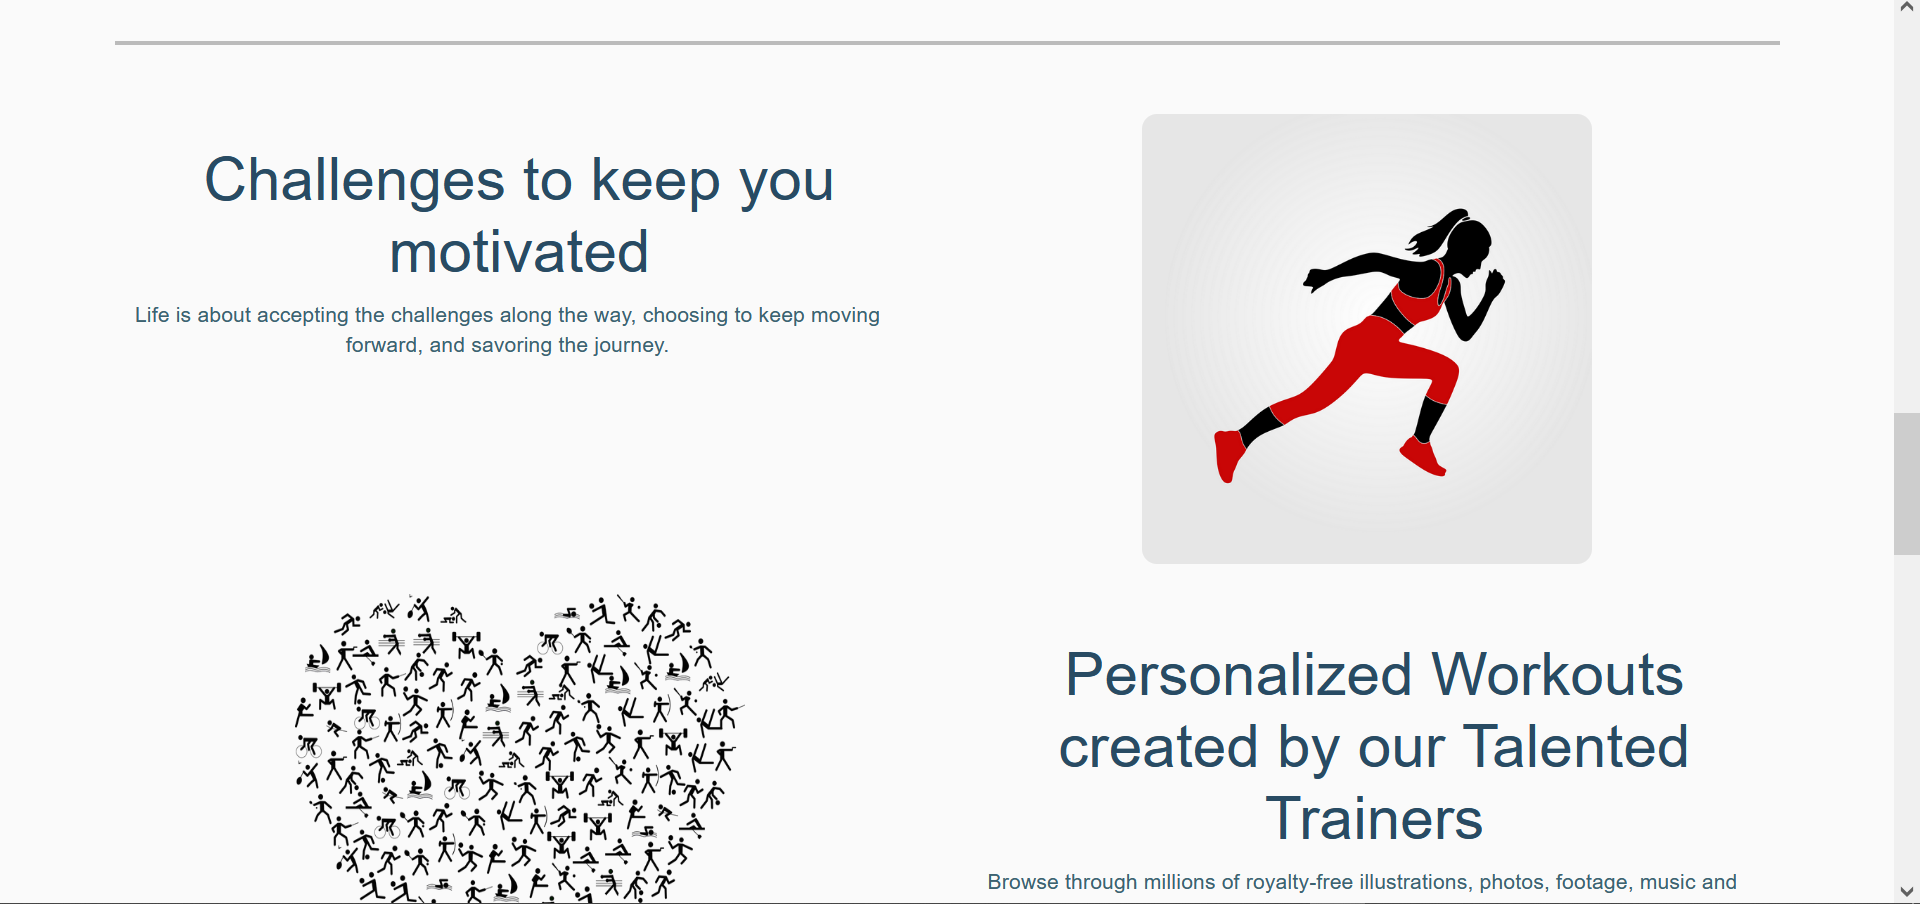 Challenges to keep you
motivated
Life is about accepting the challenges along the way, choosing to keep moving
forward, and savoring the journey.
Personalized Workouts
created by our Talented
Trainers
Browse through millions of royalty-free illustrations, photos, footage, music and